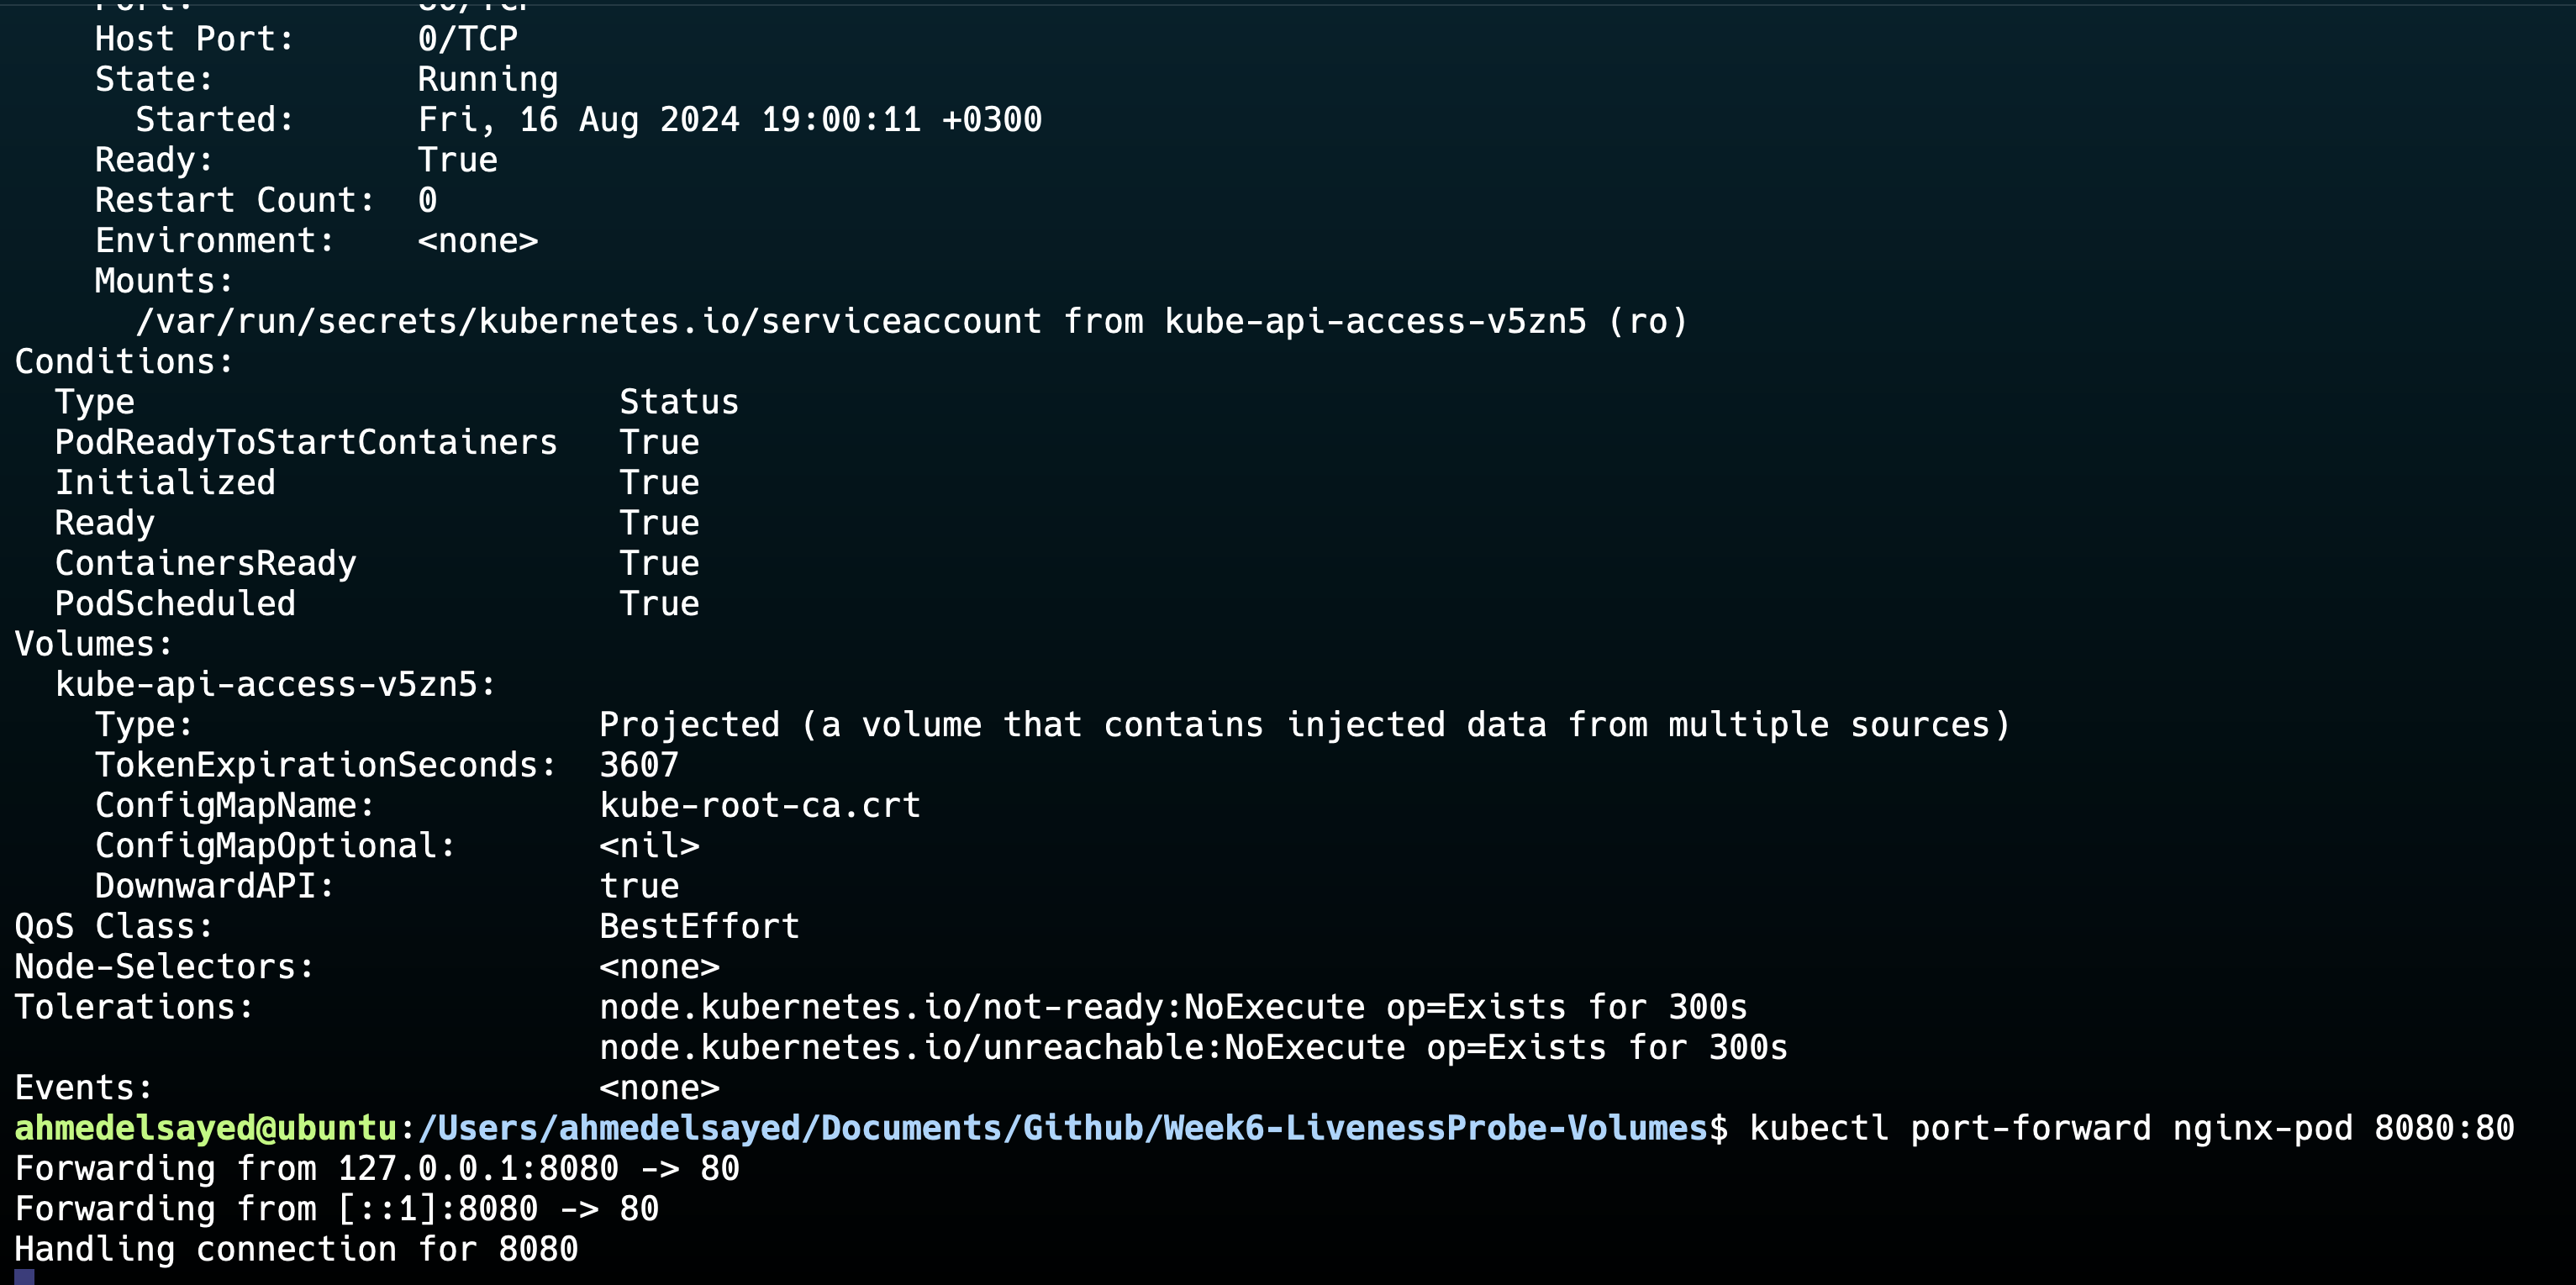 Port:           80/TCP
    Host Port:      0/TCP
    State:          Running
      Started:      Fri, 16 Aug 2024 19:00:11 +0300
    Ready:          True
    Restart Count:  0
    Environment:    <none>
    Mounts:
      /var/run/secrets/kubernetes.io/serviceaccount from kube-api-access-v5zn5 (ro)
Conditions:
  Type                        Status
  PodReadyToStartContainers   True
  Initialized                 True
  Ready                       True
  ContainersReady             True
  PodScheduled                True
Volumes:
  kube-api-access-v5zn5:
    Type:                    Projected (a volume that contains injected data from multiple sources)
    TokenExpirationSeconds:  3607
    ConfigMapName:           kube-root-ca.crt
    ConfigMapOptional:       <nil>
    DownwardAPI:             true
QoS Class:                   BestEffort
Node-Selectors:              <none>
Tolerations:                 node.kubernetes.io/not-ready:NoExecute op=Exists for 300s
                             node.kubernetes.io/unreachable:NoExecute op=Exists for 300s
Events:                      <none>
ahmedelsayed@ubuntu:/Users/ahmedelsayed/Documents/Github/Week6-LivenessProbe-Volumes$ kubectl port-forward nginx-pod 8080:80
Forwarding from 127.0.0.1:8080 -> 80
Forwarding from [::1]:8080 -> 80
Handling connection for 8080